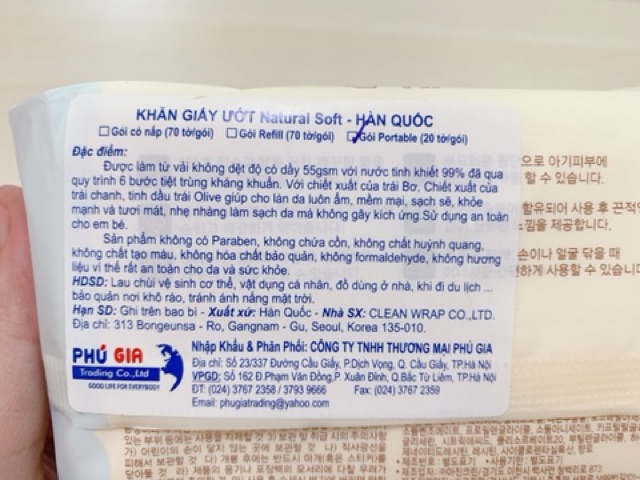 KHĂN GIẤY ƯỚT Natural Soft - HÀN QUỐC
Gói có nắp (70 tờ/gói) Gói Refill (70 tờ/gói) Gói Portable (20 tờ/gói)
Đặc điểm:
Được làm từ vải không dệt độ có dầy 55gsm với nước tinh khiết 99% đã qua
quy trình 6 bước tiệt trùng kháng khuẩn. Với chiết xuất của trái Bơ, Chiết xuất của
trái chanh, tinh dầu trái Olive giúp cho làn da luôn ẩm, mềm mại, sạch sẽ, khỏe
mạnh và tươi mát, nhẹ nhàng làm sạch da mà không gây kích ứng.Sử dụng an toàn
cho em bé.
Sản phẩm không có Paraben, không chứa cồn, không chất huỳnh quang,
không chất tạo màu, không hóa chất bảo quản, không formaldehyde, không hương
liệu vì thế rất an toàn cho da và sức khỏe.
HDSD: Lau chùi vệ sinh cơ thể, vật dụng cá nhân, đồ dùng ở nhà, khi đi du lịch ...
bảo quản nơi khô ráo, tránh ánh nắng mặt trời.
Hạn SD: Ghi trên bao bì - Xuất xứ: Hàn Quốc - Nhà SX: CLEAN WRAP CO.,LTD.
Địa chỉ: 313 Bongeunsa - Ro, Gangnam - Gu, Seoul, Korea 135-010.
PHÚ GIA
Trading Co.,Ltd
GOOD LIFE FOR EVERYBODY
Nhập Khẩu & Phân Phối: CÔNG TY TNHH THƯƠNG MẠI PHÚ GIA
Địa chỉ: Số 23/337 Đường Cầu Giấy, P.Dịch Vọng, Q. Cầu Giấy, TP.Hà Nội
VPGD: Số 162 Đ.Phạm Văn Đồng,P. Xuân Đỉnh, Q.Bắc Từ Liêm, TP.Hà Nội
ĐT: (024) 3767 2358 / 3793 9666 Fax: (024) 3767 2359
Email: phugiatrading@yahoo.com
으로 아기피부에
할 수 있습니다.
함유되어 사용 후 끈적
느낌을 제공합니다.
손이나 얼굴 닦을 때
하게 사용할 수 있습니다